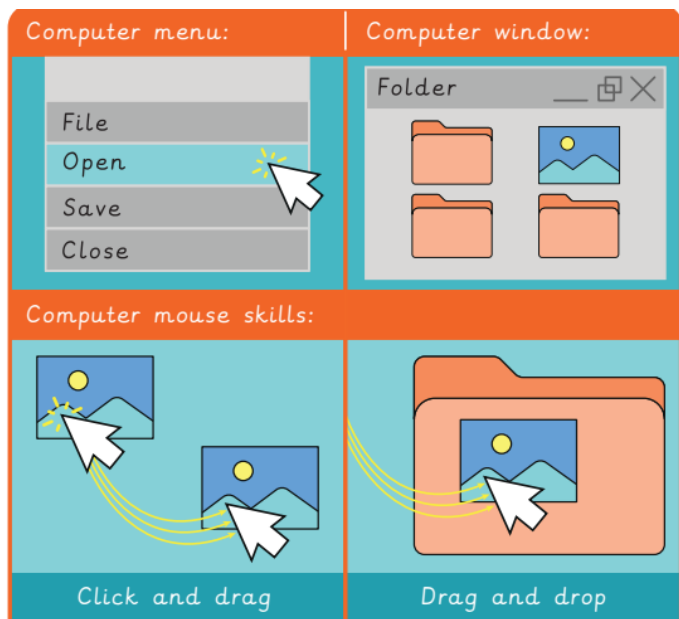 Computer menu:
Computer window:
File
Open
Save
Close
Folder
Computer mouse skills:
Click and drag
Drag and drop